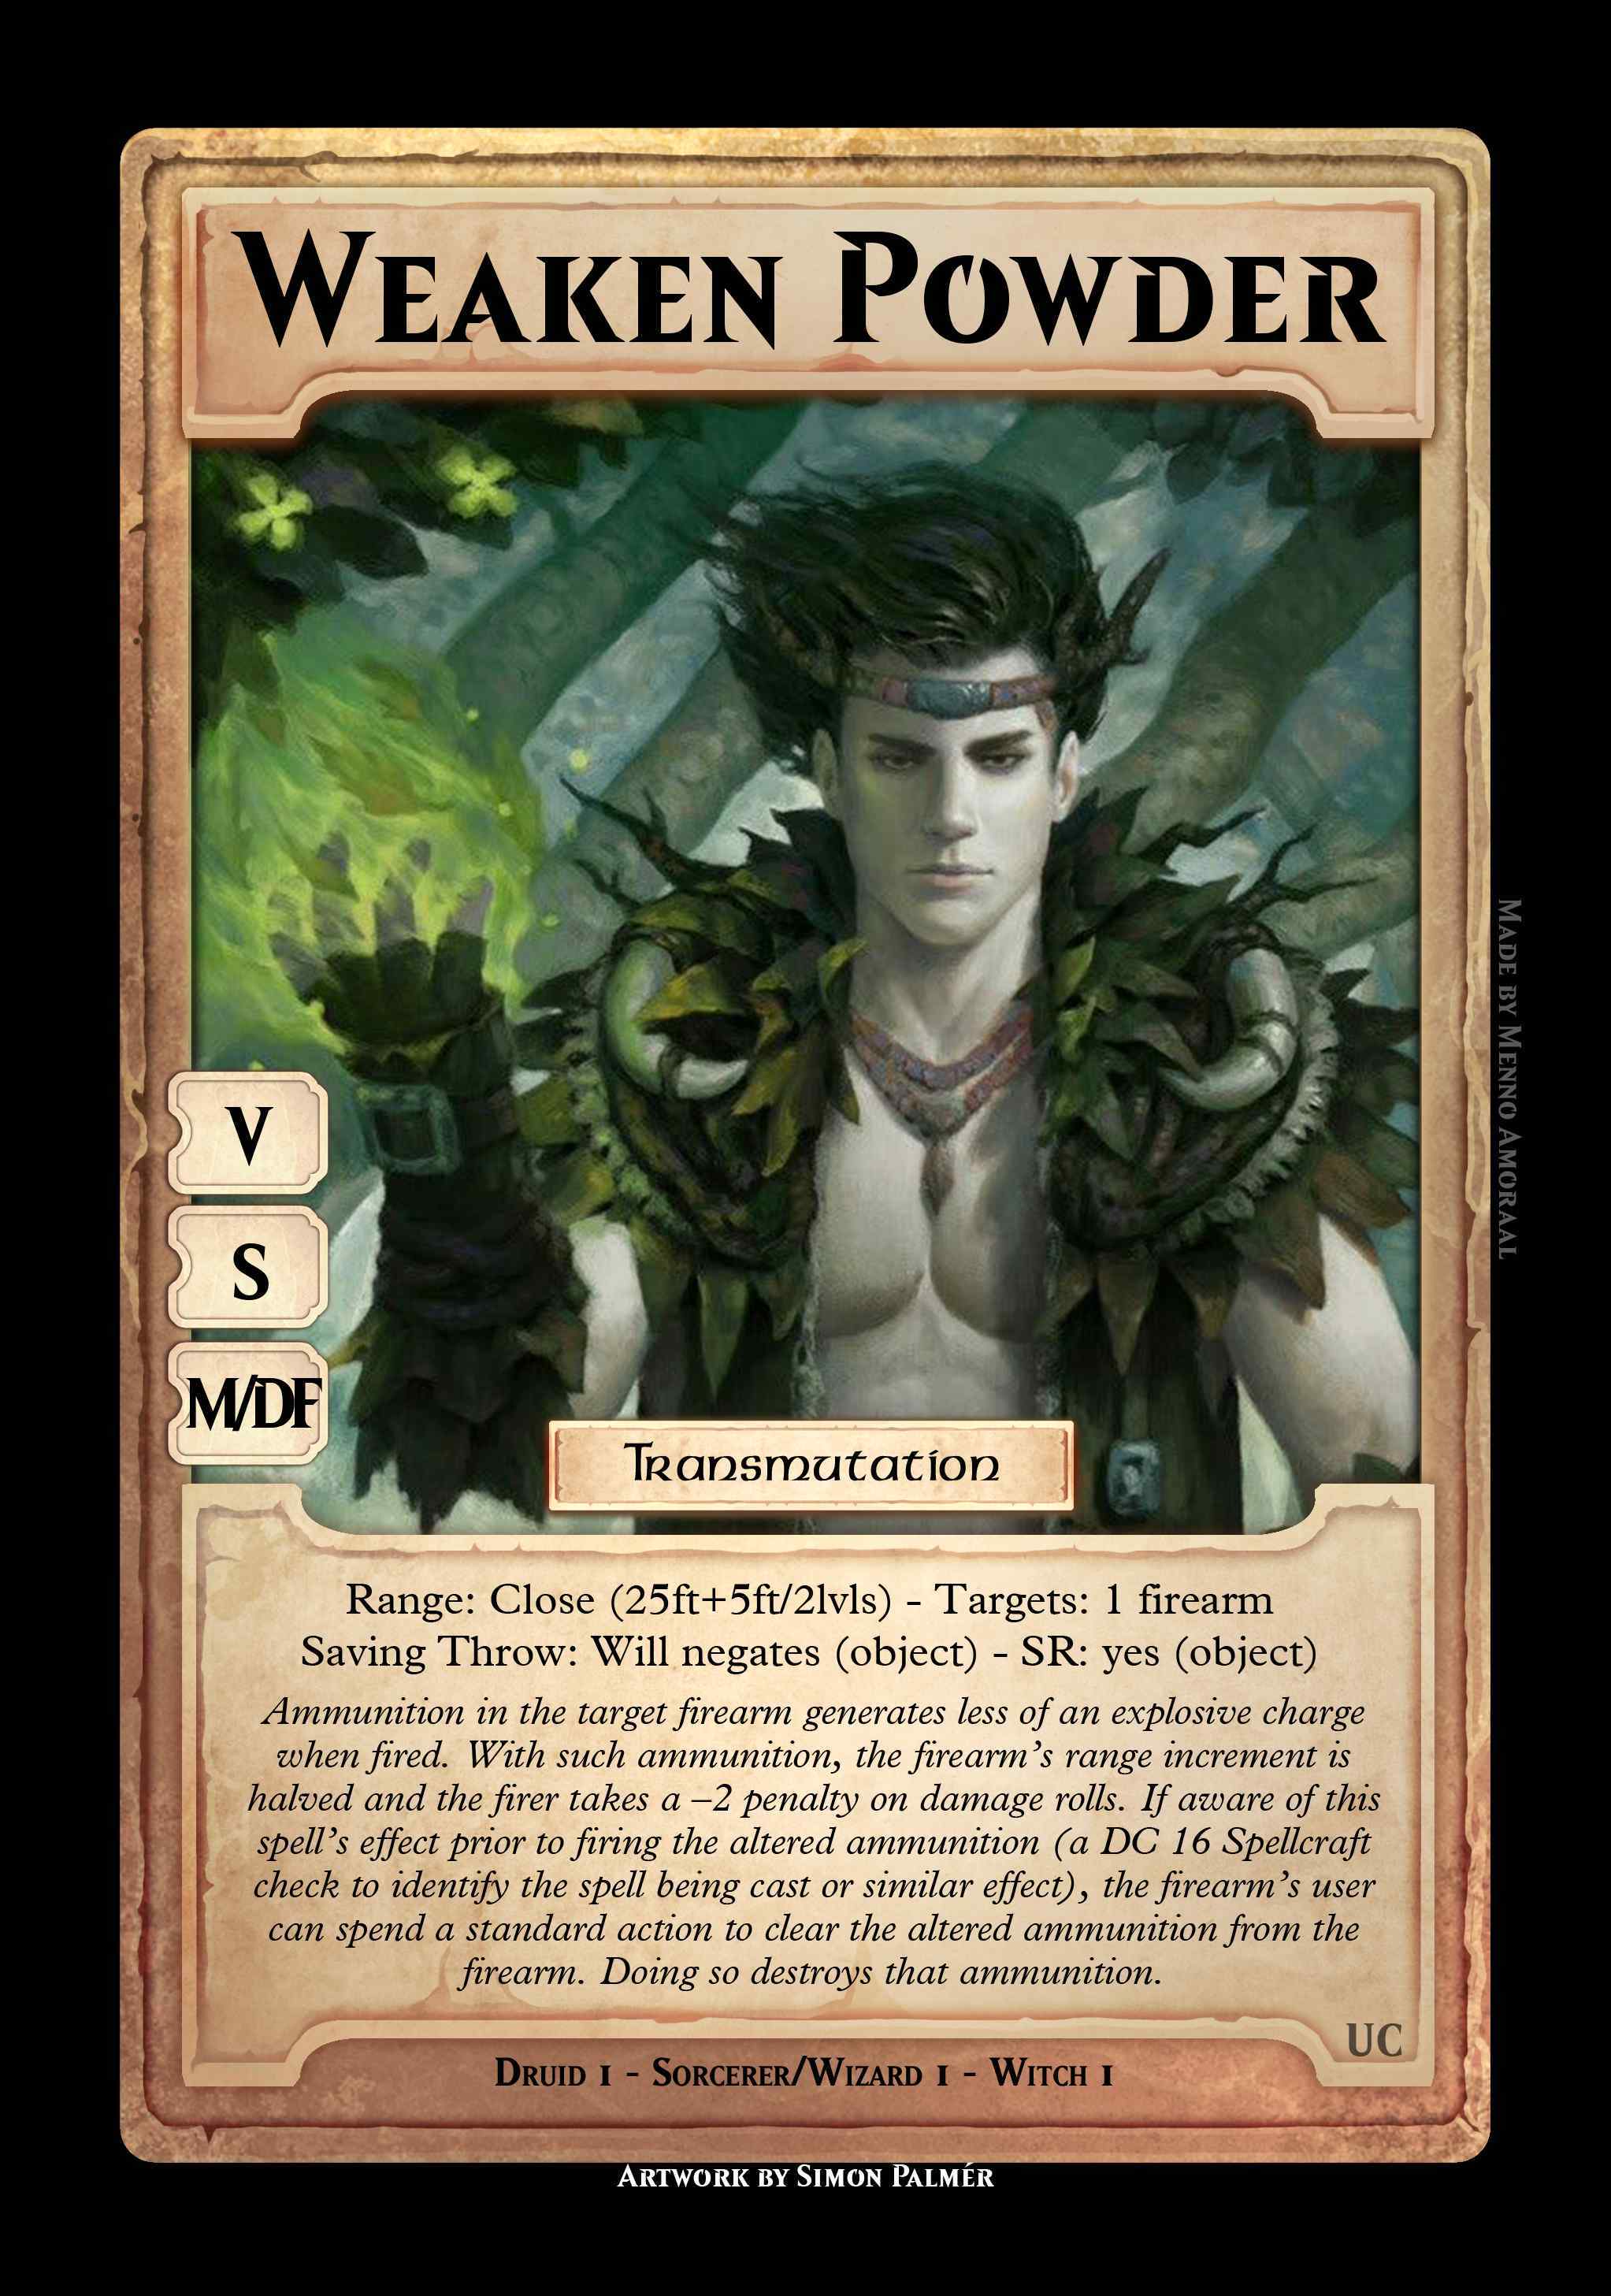 Weaken Powder
V
S
M/DF
Transmutation
Range: Close (25ft+5ft/2lvls) - Targets: 1 firearm
Saving Throw: Will negates (object) - SR: yes (object)
Ammunition in the target firearm generates less of an explosive charge
when fired. With such ammunition, the firearm's range increment is
halved and the firer takes a –2 penalty on damage rolls. If aware of this
spell's effect prior to firing the altered ammunition (a DC 16 Spellcraft
check to identify the spell being cast or similar effect), the firearm's user
can spend a standard action to clear the altered ammunition from the
firearm. Doing so destroys that ammunition.
UC
Druid 1 - Sorcerer/Wizard 1 - Witch 1
Artwork by Simon Palmér
Made by Menno Amoraal